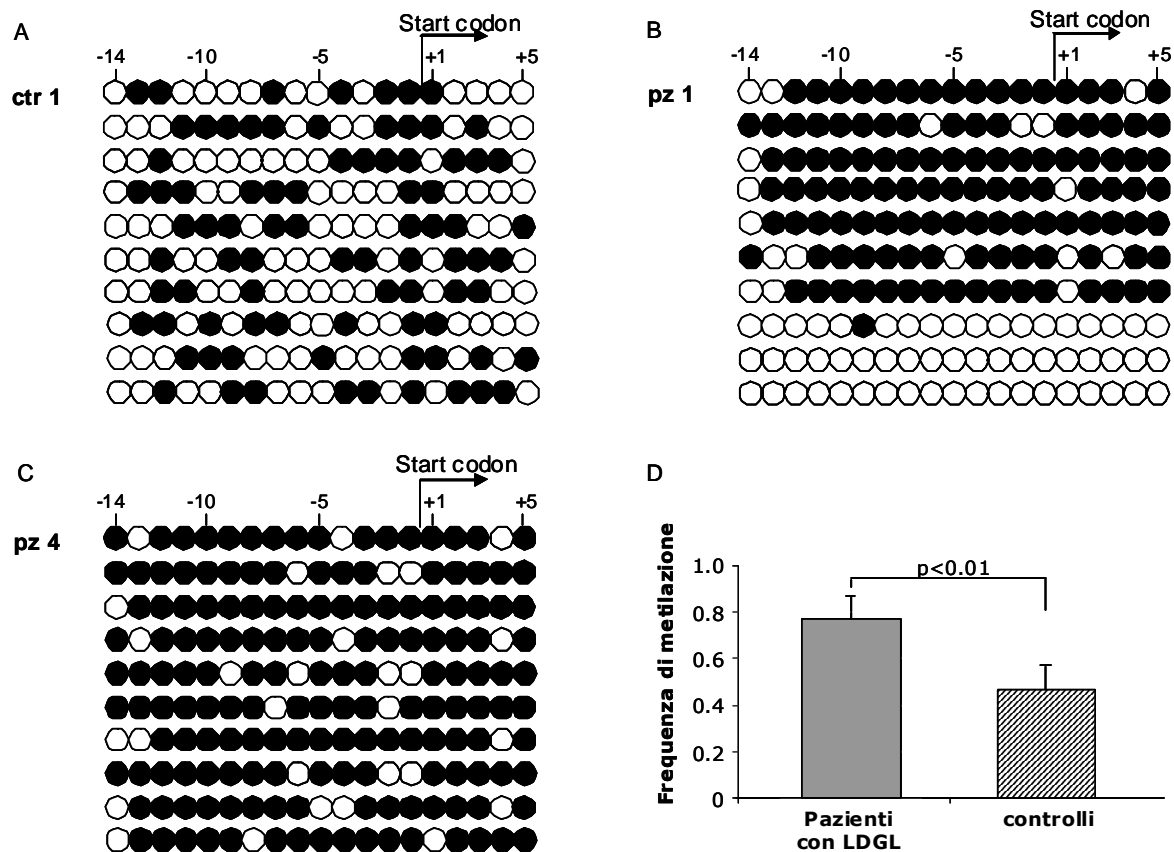 A
Start codon
-14 -10 -5 +1 +5
ctr 1
B
Start codon
-14 -10 -5 +1 +5
pz 1
C
Start codon
-14 -10 -5 +1 +5
pz 4
D
Frequenza di metilazione
1.0
0.8
0.6
0.4
0.2
0
p<0.01
Pazienti
con LDGL
controlli